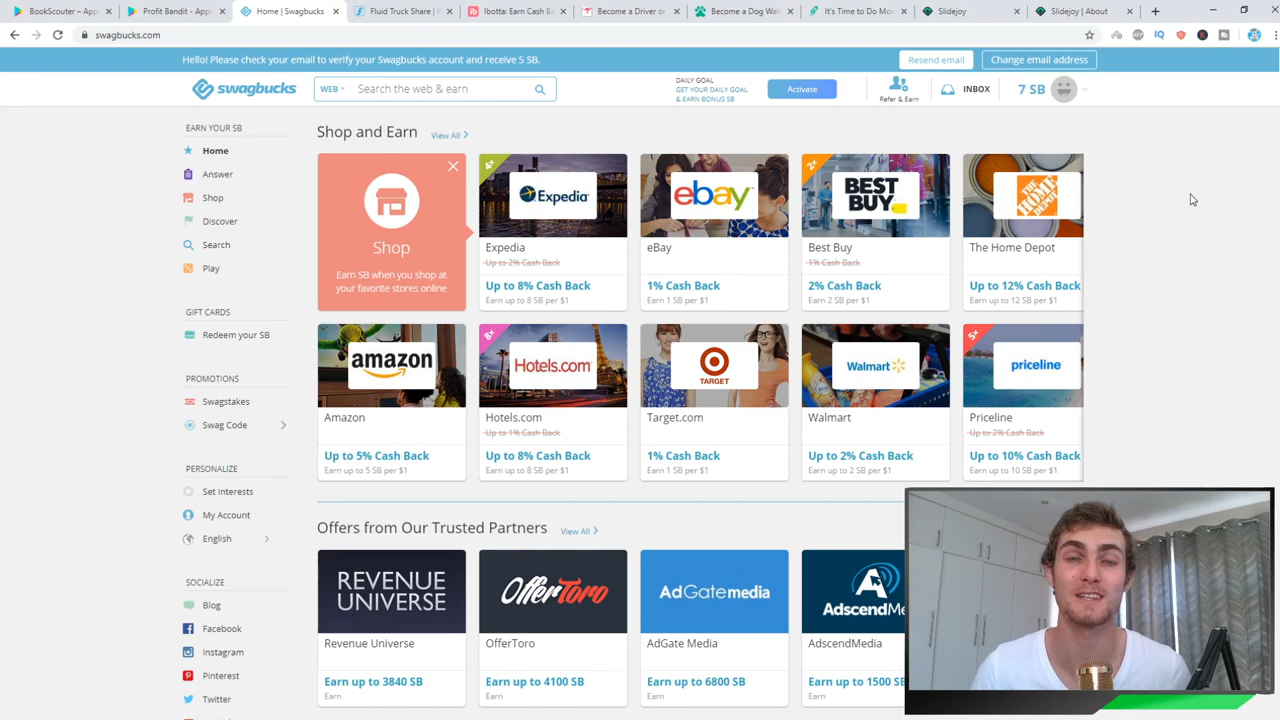 BookScouter – App
Profit Bandit - Apps
Home | Swagbucks
Fluid Truck Share |
Ibotta: Earn Cash Ba
Become a Driver or
Become a Dog Walk
It's Time to Do Mor
Slidejoy
Slidejoy | About
swagbucks.com
Hello! Please check your email to verify your Swagbucks account and receive 5 SB.
Resend email
Change email address
swagbucks
WEB
Search the web & earn
DAILY GOAL
GET YOUR DAILY GOAL
& EARN BONUS SB
Activate
Refer & Earn
INBOX
7 SB
EARN YOUR SB
Home
Answer
Shop
Discover
Search
Play
GIFT CARDS
Redeem your SB
PROMOTIONS
Swagstakes
Swag Code
PERSONALIZE
Set Interests
My Account
English
SOCIALIZE
Blog
Facebook
Instagram
Pinterest
Twitter
Shop and Earn
View All
Shop
Earn SB when you shop at
your favorite stores online
4x
Expedia
Expedia
Up to 2% Cash Back
Up to 8% Cash Back
Earn up to 8 SB per $1
ebay
eBay
1% Cash Back
Earn 1 SB per $1
2x
BEST
BUY
Best Buy
1% Cash Back
2% Cash Back
Earn 2 SB per $1
THE HOME DEPOT
The Home Depot
Up to 12% Cash Back
Earn up to 12 SB per $1
amazon
Amazon
Up to 5% Cash Back
Earn up to 5 SB per $1
8x
Hotels.com
Hotels.com
Up to 1% Cash Back
Up to 8% Cash Back
Earn up to 8 SB per $1
TARGET
Target.com
1% Cash Back
Earn 1 SB per $1
Walmart
Walmart
Up to 2% Cash Back
Earn up to 2 SB per $1
5x
priceline
Priceline
Up to 2% Cash Back
Up to 10% Cash Back
Earn up to 10 SB per $1
Offers from Our Trusted Partners
View All
REVENUE
UNIVERSE
Revenue Universe
Earn up to 3840 SB
Earn
OfferToro
OfferToro
Earn up to 4100 SB
Earn
AdGatemedia
AdGate Media
Earn up to 6800 SB
Earn
AdscendMe
AdscendMedia
Earn up to 1500 SB
Earn